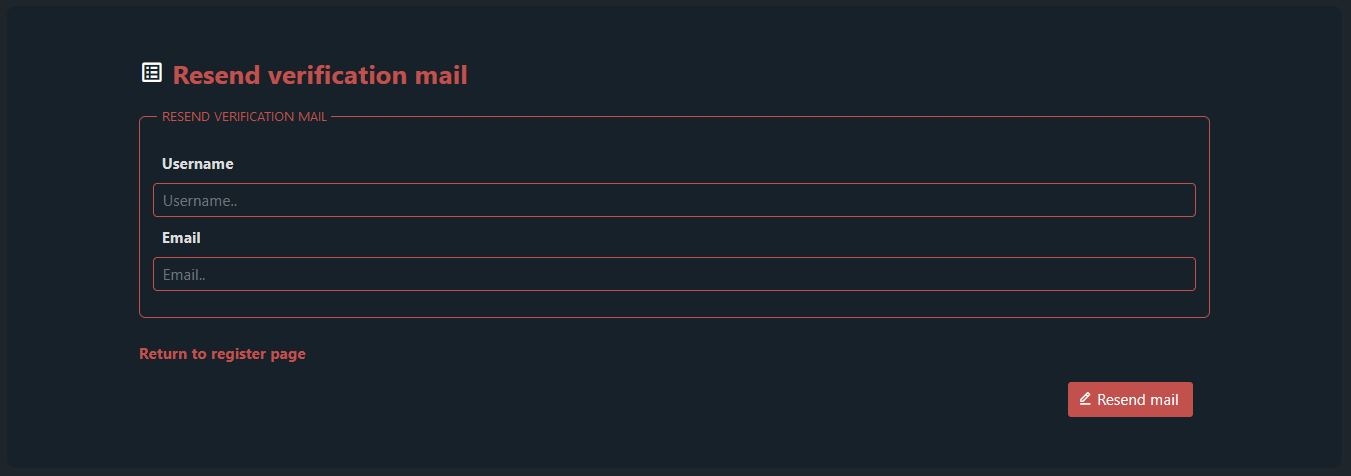 Resend verification mail
RESEND VERIFICATION MAIL
Username
Username..
Email
Email..
Return to register page
Resend mail